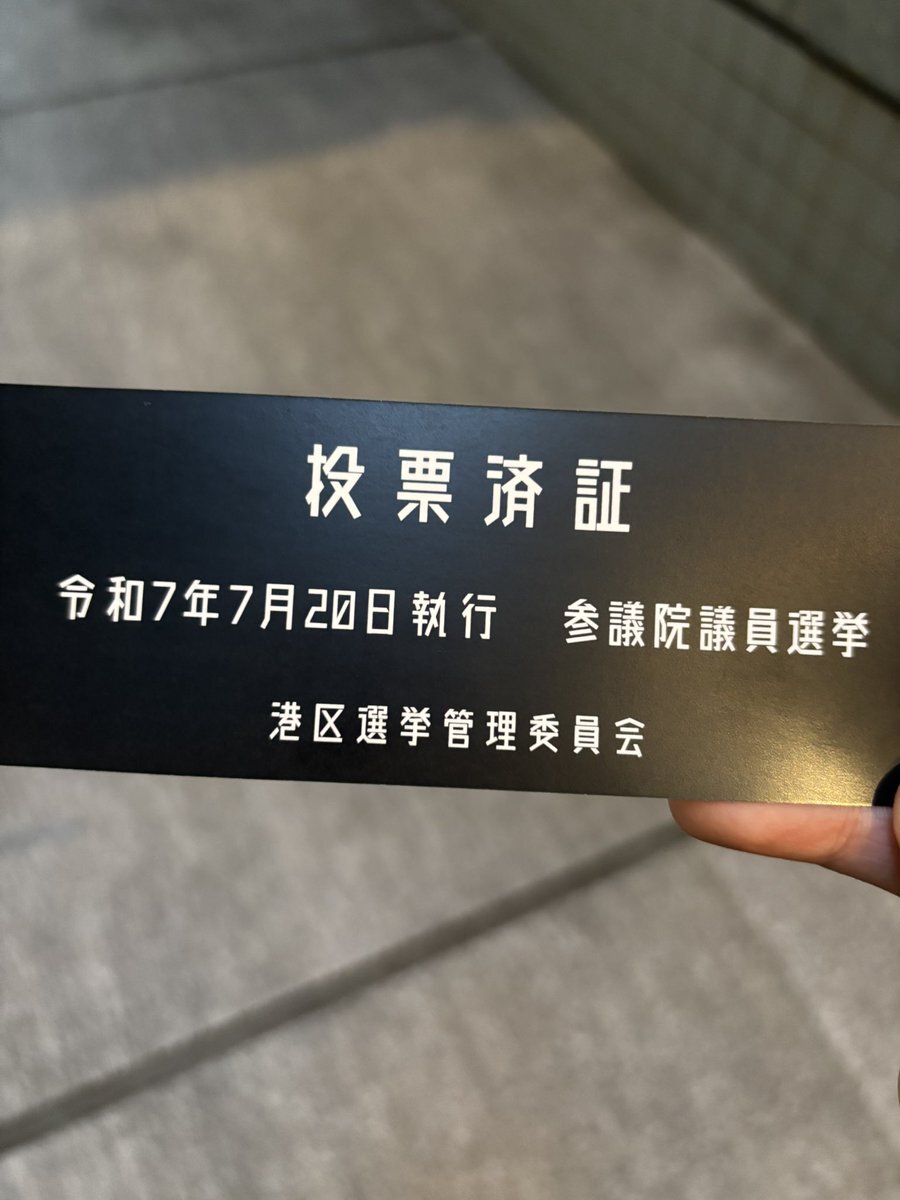 投票済証
令和7年7月20日執行　参議院議員選挙
港区選挙管理委員会